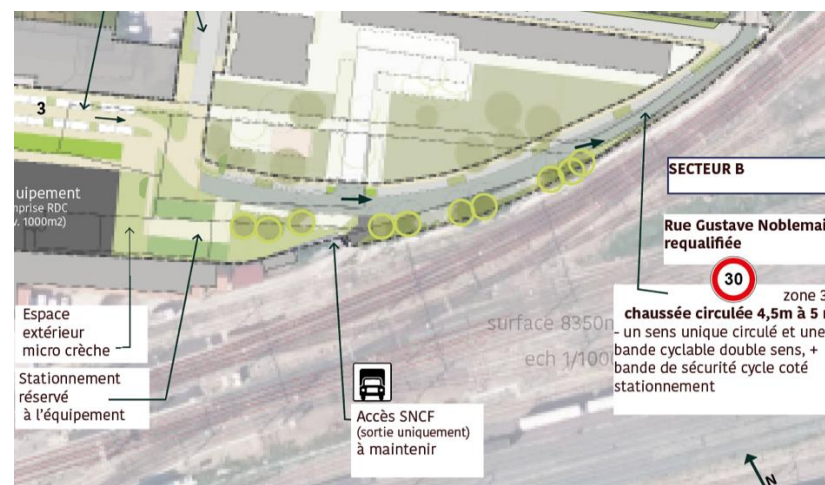 3
uipement
mprise RDC
v. 1000m2)
SECTEUR B
Rue Gustave Noblemai
requalifiée
30
zone 3
chaussée circulée 4,5m à 5 m
- un sens unique circulé et une
bande cyclable double sens, +
bande de sécurité cycle coté
stationnement
surface 8350m
ech 1/100
Espace
extérieur
micro crèche
Stationnement
réservé
à l'équipement
Accès SNCF
(sortie uniquement)
à maintenir
N